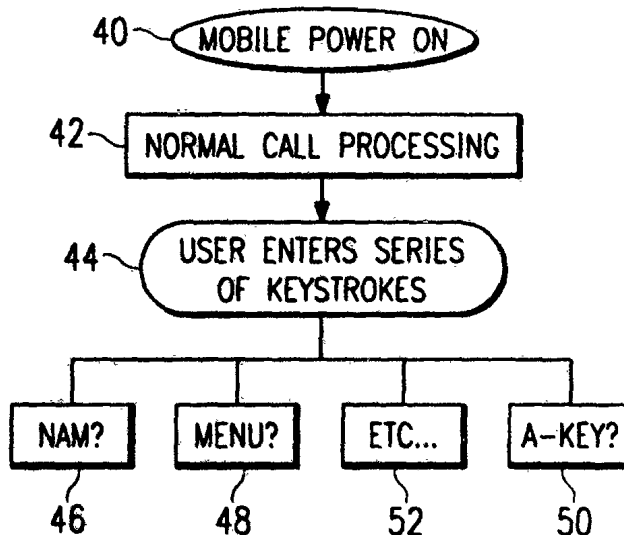 40
MOBILE POWER ON
42
NORMAL CALL PROCESSING
44
USER ENTERS SERIES
OF KEYSTROKES
NAM?
MENU?
ETC...
A-KEY?
46
48
52
50